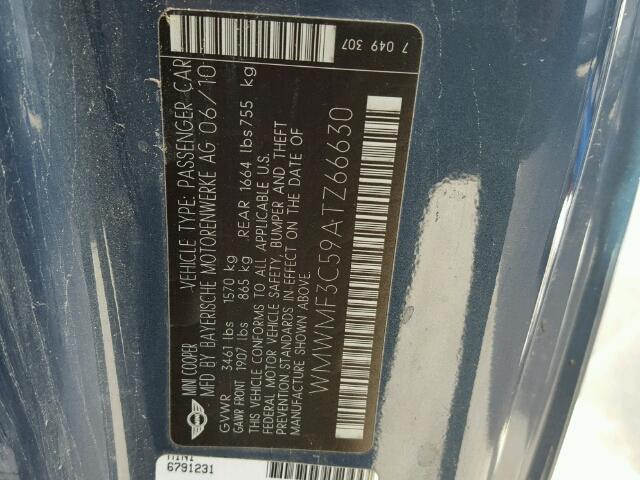 7 049 307
MINI COOPER
VEHICLE TYPE: PASSENGER CAR
MFD BY BAYERISCHE MOTORENWERKE AG 06/10
GVWR 3461 lbs 1570 kg
GAWR FRONT 1907 lbs 865 kg, REAR 1664 lbs 755 kg
THIS VEHICLE CONFORMS TO ALL APPLICABLE U.S.
FEDERAL MOTOR VEHICLE SAFETY, BUMPER AND THEFT
PREVENTION STANDARDS IN EFFECT ON THE DATE OF
MANUFACTURE SHOWN ABOVE.
WMWMF3C59ATZ66630
MINI
6791231